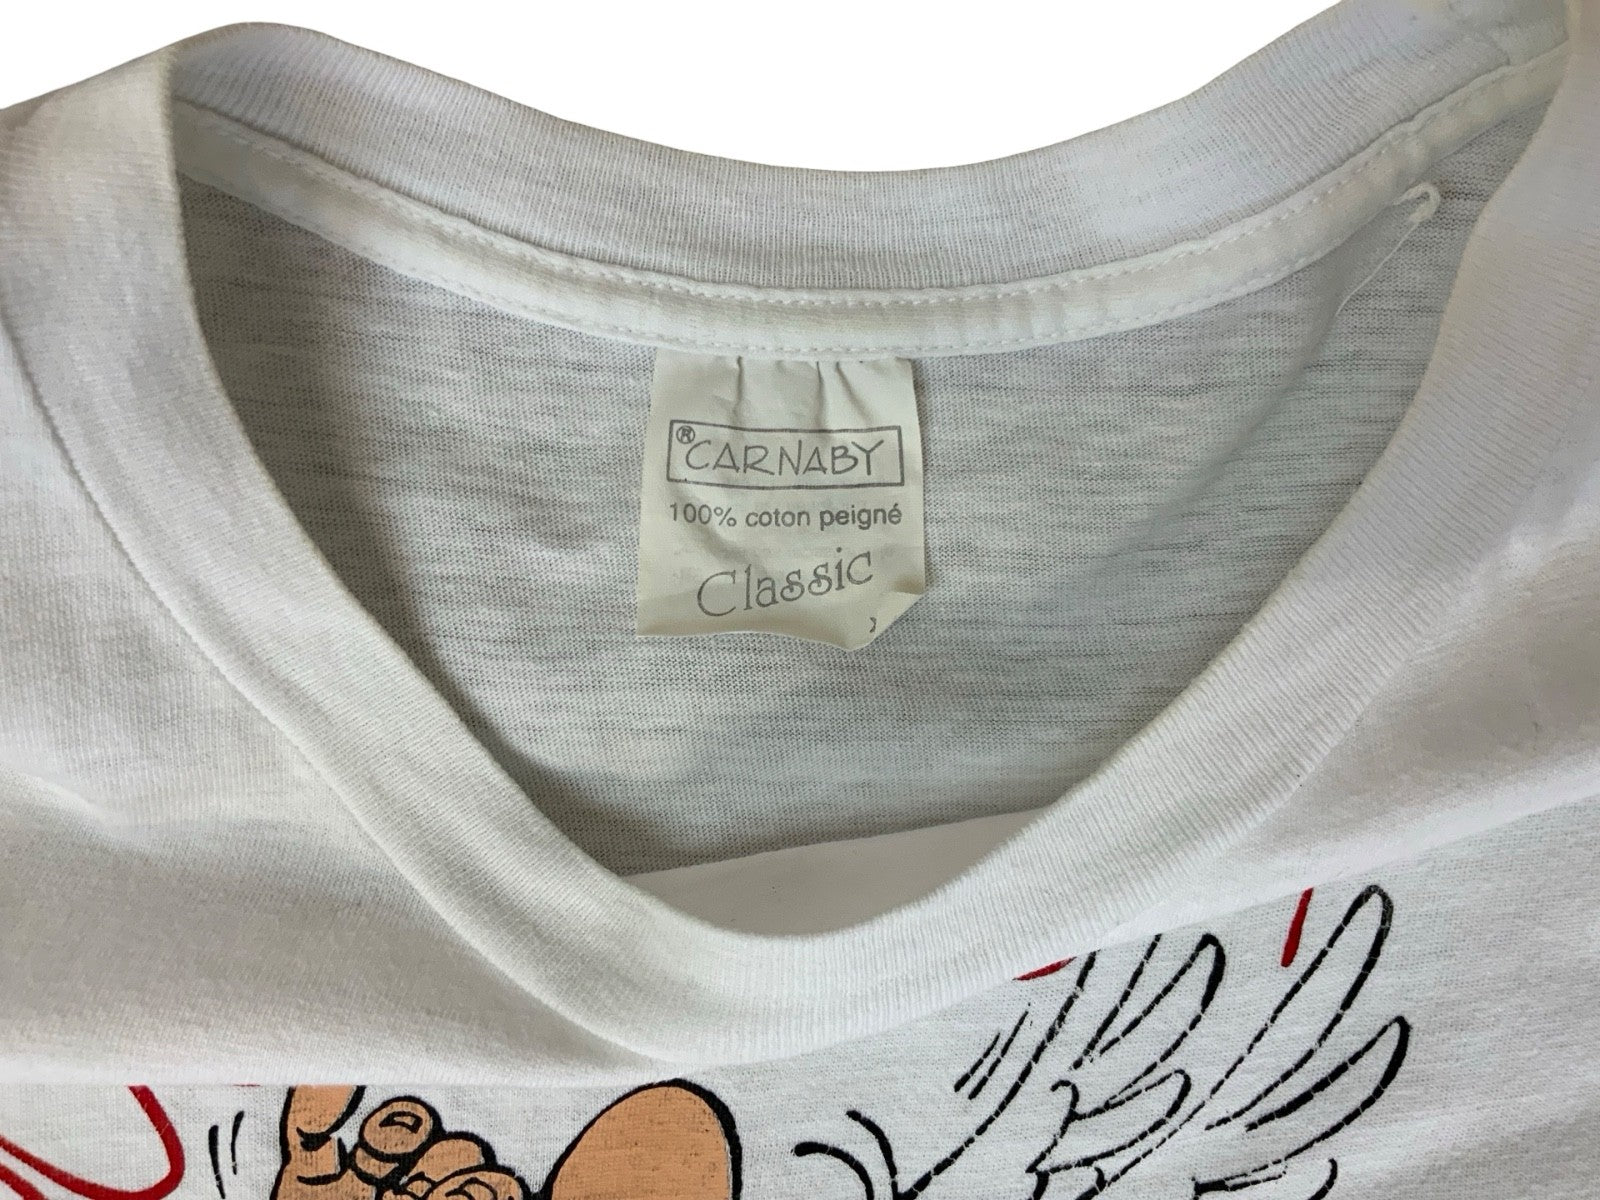 ® CARNABY
100% coton peigné
Classic